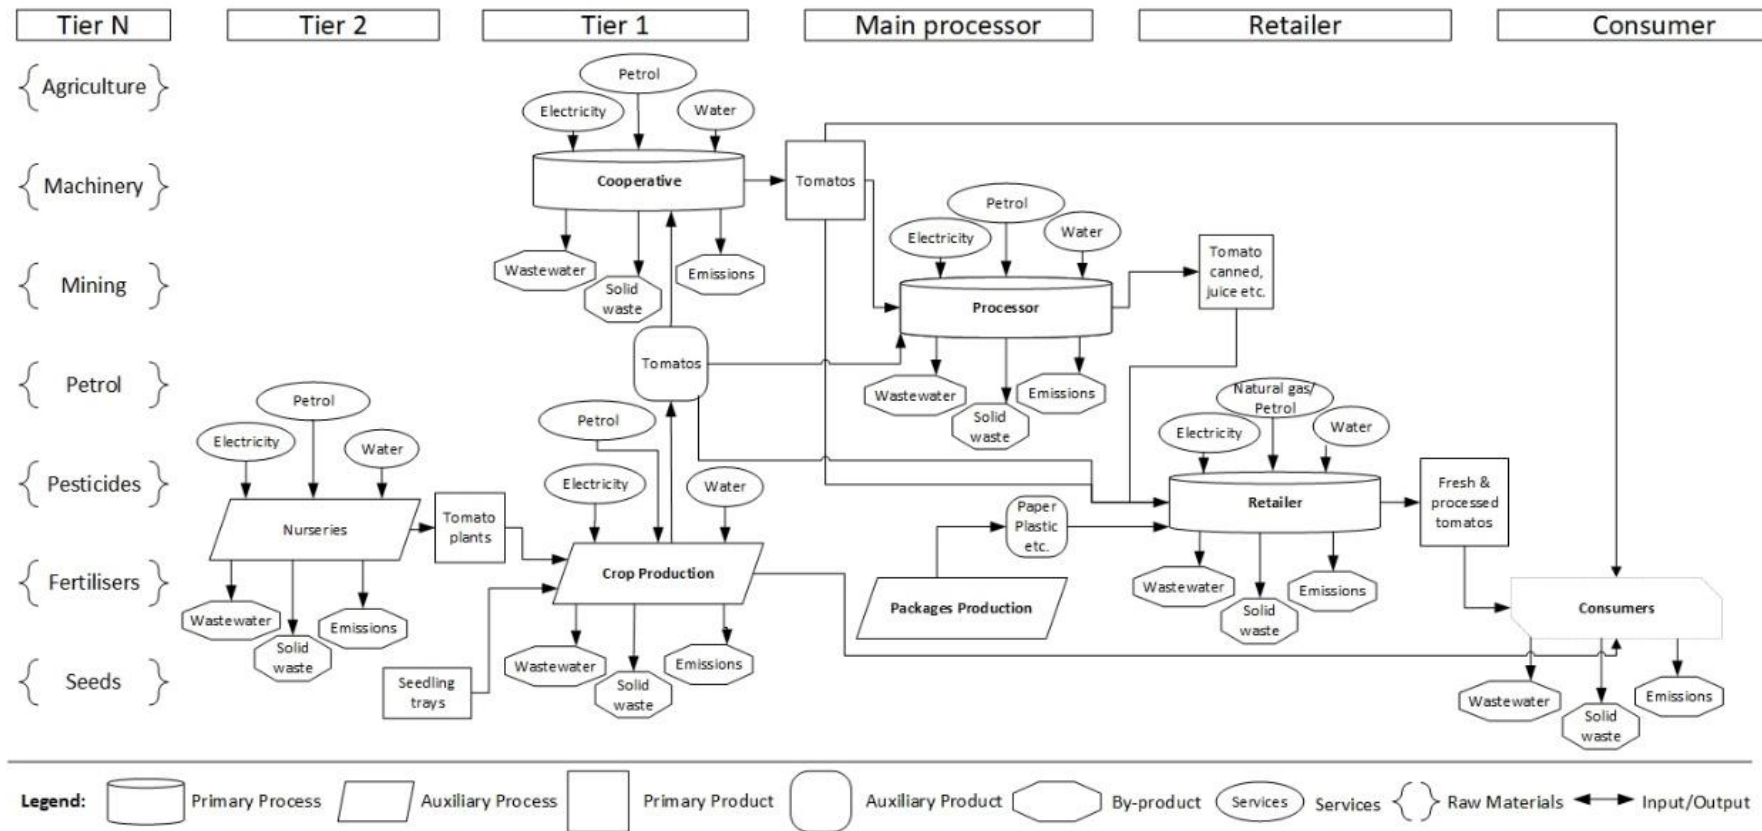 Tier N
Tier 2
Tier 1
Main processor
Retailer
Consumer
Agriculture
Machinery
Mining
Petrol
Pesticides
Fertilisers
Seeds
Petrol
Electricity
Water
Cooperative
Wastewater
Solid
waste
Emissions
Tomatos
Petrol
Electricity
Water
Processor
Wastewater
Solid
waste
Emissions
Tomato
canned,
juice etc.
Tomatos
Petrol
Electricity
Water
Nurseries
Wastewater
Solid
waste
Emissions
Tomato
plants
Seedling
trays
Petrol
Electricity
Water
Crop Production
Wastewater
Solid
waste
Emissions
Paper
Plastic
etc.
Packages Production
Natural gas/
Petrol
Electricity
Water
Retailer
Wastewater
Solid
waste
Emissions
Fresh &
processed
tomatos
Consumers
Wastewater
Solid
waste
Emissions
Legend:
Primary Process
Auxiliary Process
Primary Product
Auxiliary Product
By-product
Services
Services
Raw Materials
Input/Output